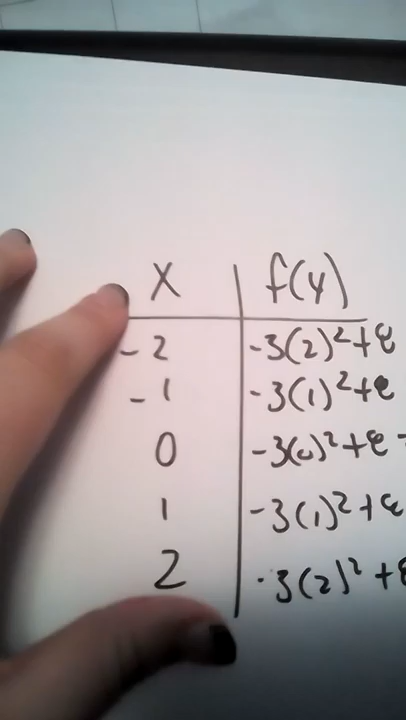 x f(x)
-2 -3(2)²+8
-1 -3(1)²+8
0 -3(0)²+8 -
1 -3(1)²+8
2 -3(2)²+8